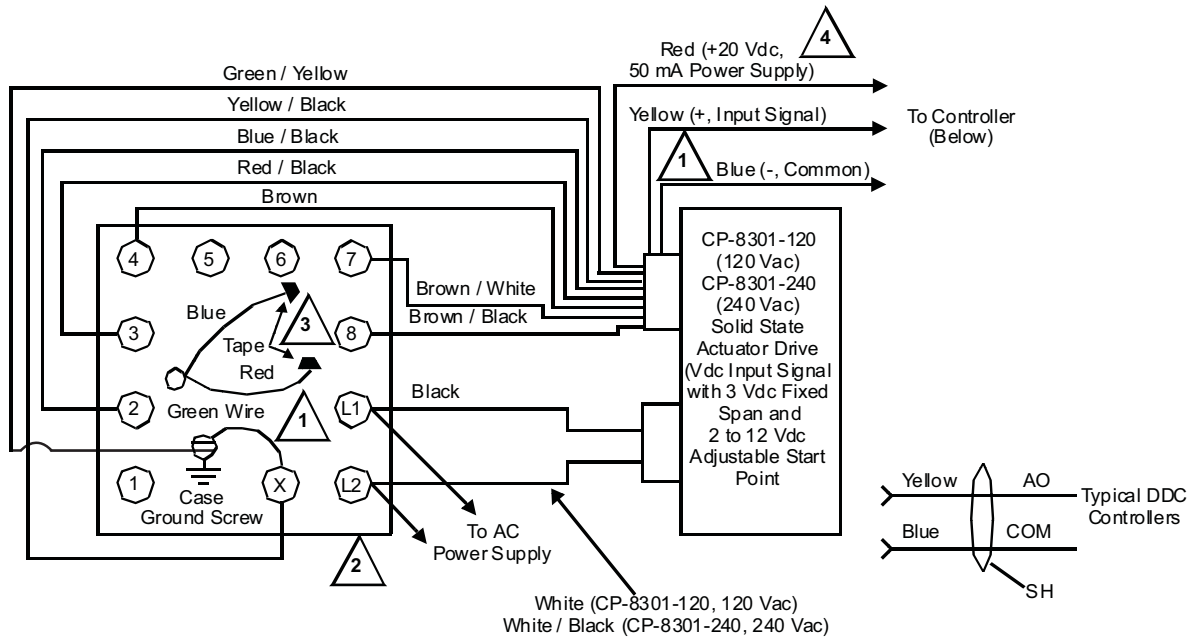 Red (+20 Vdc,
50 mA Power Supply)
4
Green / Yellow
Yellow / Black
Yellow (+, Input Signal)
To Controller
(Below)
Blue / Black
1
Blue (-, Common)
Red / Black
Brown
4
5
6
7
CP-8301-120
(120 Vac)
CP-8301-240
(240 Vac)
Solid State
Actuator Drive
(Vdc Input Signal
with 3 Vdc Fixed
Span and
2 to 12 Vdc
Adjustable Start
Point
Brown / White
Brown / Black
Blue
3
3
8
Tape
Red
Black
2
Green Wire
1
L1
1
Case
Ground Screw
X
L2
To AC
Power Supply
2
Yellow
AO
Typical DDC
Controllers
Blue
COM
SH
White (CP-8301-120, 120 Vac)
White / Black (CP-8301-240, 240 Vac)